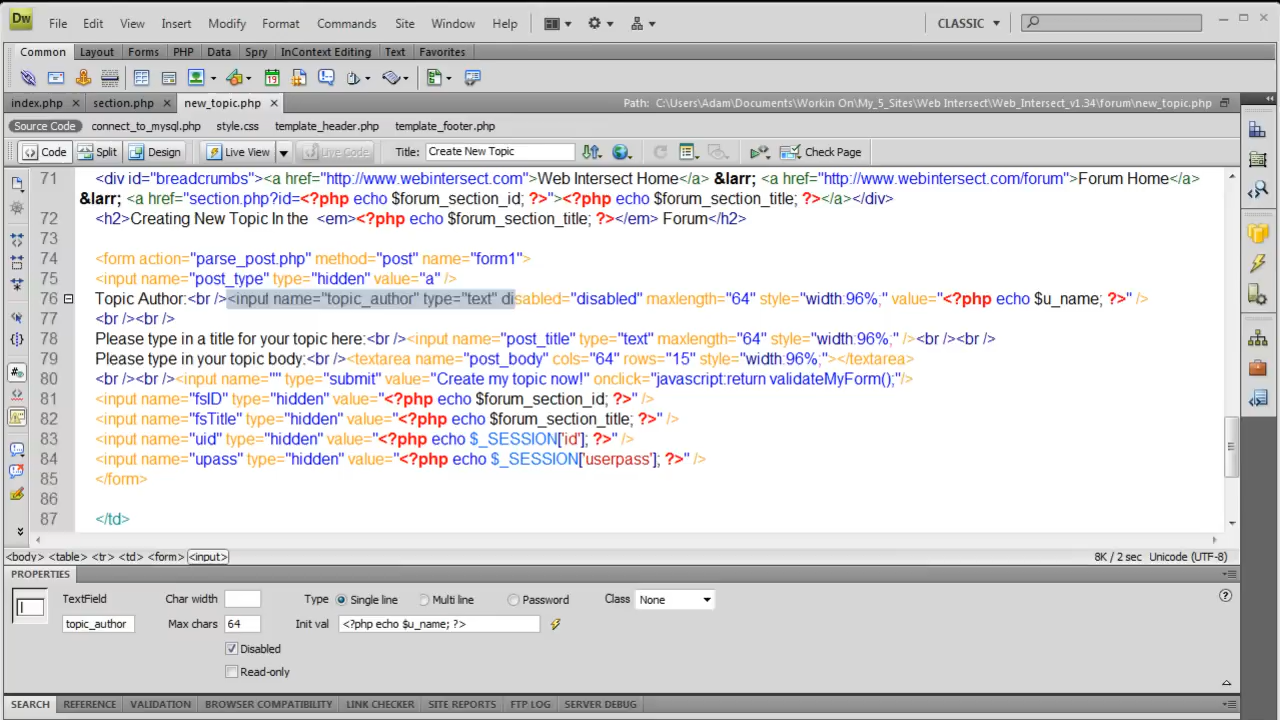 Dw File Edit View Insert Modify Format Commands Site Window Help CLASSIC
Common Layout Forms PHP Data Spry InContext Editing Text Favorites
index.php section.php new_topic.php Path: C:\Users\Adam\Documents\Workin On\My_5_Sites\Web Intersect\Web_Intersect_v1.34\forum\new_topic.php
Source Code connect_to_mysql.php style.css template_header.php template_footer.php
Code Split Design Live View Live Code Title: Create New Topic Check Page
71 <div id="breadcrumbs"><a href="http://www.webintersect.com">Web Intersect Home</a> &larr; <a href="http://www.webintersect.com/forum">Forum Home</a>
&larr; <a href="section.php?id=<?php echo $forum_section_id; ?>"><?php echo $forum_section_title; ?></a></div>
72 <h2>Creating New Topic In the <em><?php echo $forum_section_title; ?></em> Forum</h2>
73
74 <form action="parse_post.php" method="post" name="form1">
75 <input name="post_type" type="hidden" value="a" />
76 Topic Author:<br /><input name="topic_author" type="text" disabled="disabled" maxlength="64" style="width:96%;" value="<?php echo $u_name; ?>" />
77 <br /><br />
78 Please type in a title for your topic here:<br /><input name="post_title" type="text" maxlength="64" style="width:96%;" /><br /><br />
79 Please type in your topic body:<br /><textarea name="post_body" cols="64" rows="15" style="width:96%;"></textarea>
80 <br /><br /><input name="" type="submit" value="Create my topic now!" onclick="javascript:return validateMyForm();"/>
81 <input name="fsID" type="hidden" value="<?php echo $forum_section_id; ?>" />
82 <input name="fsTitle" type="hidden" value="<?php echo $forum_section_title; ?>" />
83 <input name="uid" type="hidden" value="<?php echo $_SESSION['id']; ?>" />
84 <input name="upass" type="hidden" value="<?php echo $_SESSION['userpass']; ?>" />
85 </form>
86
87 </td>
<body> <table> <tr> <td> <form> <input> 8K / 2 sec Unicode (UTF-8)
PROPERTIES
TextField Char width Type Single line Multi line Password Class None
topic_author Max chars 64 Init val <?php echo $u_name; ?>
Disabled
Read-only
SEARCH REFERENCE VALIDATION BROWSER COMPATIBILITY LINK CHECKER SITE REPORTS FTP LOG SERVER DEBUG